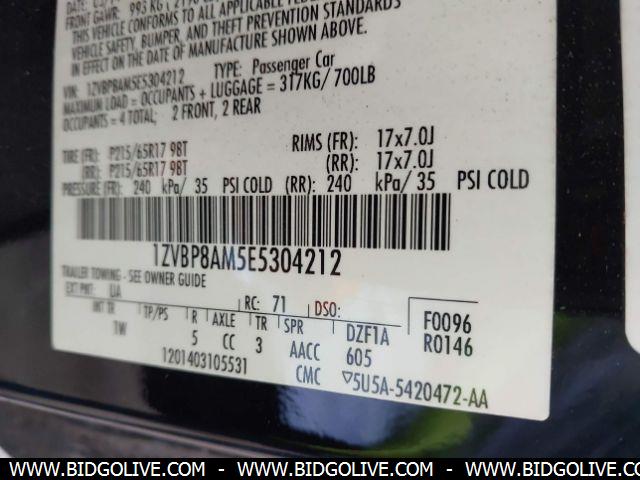 FRONT GAWR: 995 KG
THIS VEHICLE CONFORMS TO ALL APPLICABLE FEDERAL
VEHICLE SAFETY, BUMPER, AND THEFT PREVENTION STANDARDS
IN EFFECT ON THE DATE OF MANUFACTURE SHOWN ABOVE.
VIN: 1ZVBP8AM5E5304212 TYPE: Passenger Car
MAXIMUM LOAD = OCCUPANTS + LUGGAGE = 317KG/ 700LB
OCCUPANTS = 4 TOTAL; 2 FRONT, 2 REAR
TIRE (FR): P215/65R17 98T RIMS (FR): 17x7.0J
(RR): P215/65R17 98T (RR): 17x7.0J
PRESSURE (FR): 240 kPa/ 35 PSI COLD (RR): 240 kPa/ 35 PSI COLD
1ZVBP8AM5E5304212
TRAILER TOWING - SEE OWNER GUIDE
EXT PNT: UA RC: 71 DSO: F0096
INT TR TP/PS R AXLE TR SPR DZF1A R0146
TW 5 CC 3 AACC 605
1201403105531 CMC ▽5U5A-5420472-AA
WWW.BIDGOLIVE.COM - WWW.BIDGOLIVE.COM - WWW.BIDGOLIVE.COM